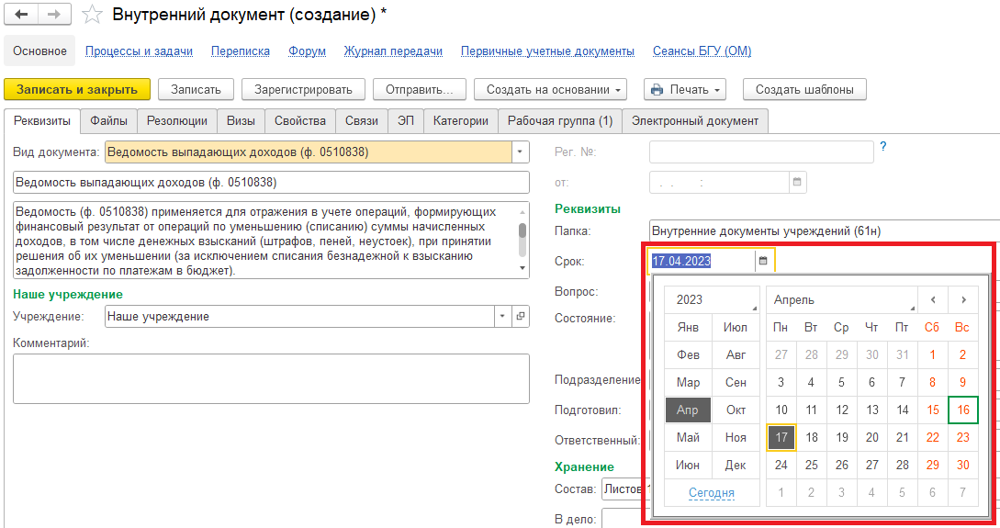 Внутренний документ (создание) *
Основное Процессы и задачи Переписка Форум Журнал передачи Первичные учетные документы Сеансы БГУ (ОМ)
Записать и закрыть Записать Зарегистрировать Отправить... Создать на основании Печать Создать шаблоны
Реквизиты Файлы Резолюции Визы Свойства Связи ЭП Категории Рабочая группа (1) Электронный документ
Вид документа: Ведомость выпадающих доходов (ф. 0510838)
Ведомость выпадающих доходов (ф. 0510838)
Ведомость (ф. 0510838) применяется для отражения в учете операций, формирующих
финансовый результат от операций по уменьшению (списанию) суммы начисленных
доходов, в том числе денежных взысканий (штрафов, пеней, неустоек), при принятии
решения об их уменьшении (за исключением списания безнадежной к взысканию
задолженности по платежам в бюджет).
Наше учреждение
Учреждение: Наше учреждение
Комментарий:
Рег. №: ?
от: . . :
Реквизиты
Папка: Внутренние документы учреждений (61н)
Срок: 17.04.2023
Вопрос:
Состояние:
Подразделение
Подготовил:
Ответственный:
Хранение
Состав: Листов
В дело:
2023 Апрель
Янв Июл Пн Вт Ср Чт Пт Сб Вс
Фев Авг 27 28 29 30 31 1 2
Мар Сен 3 4 5 6 7 8 9
Апр Окт 10 11 12 13 14 15 16
Май Ноя 17 18 19 20 21 22 23
Июн Дек 24 25 26 27 28 29 30
Сегодня 1 2 3 4 5 6 7